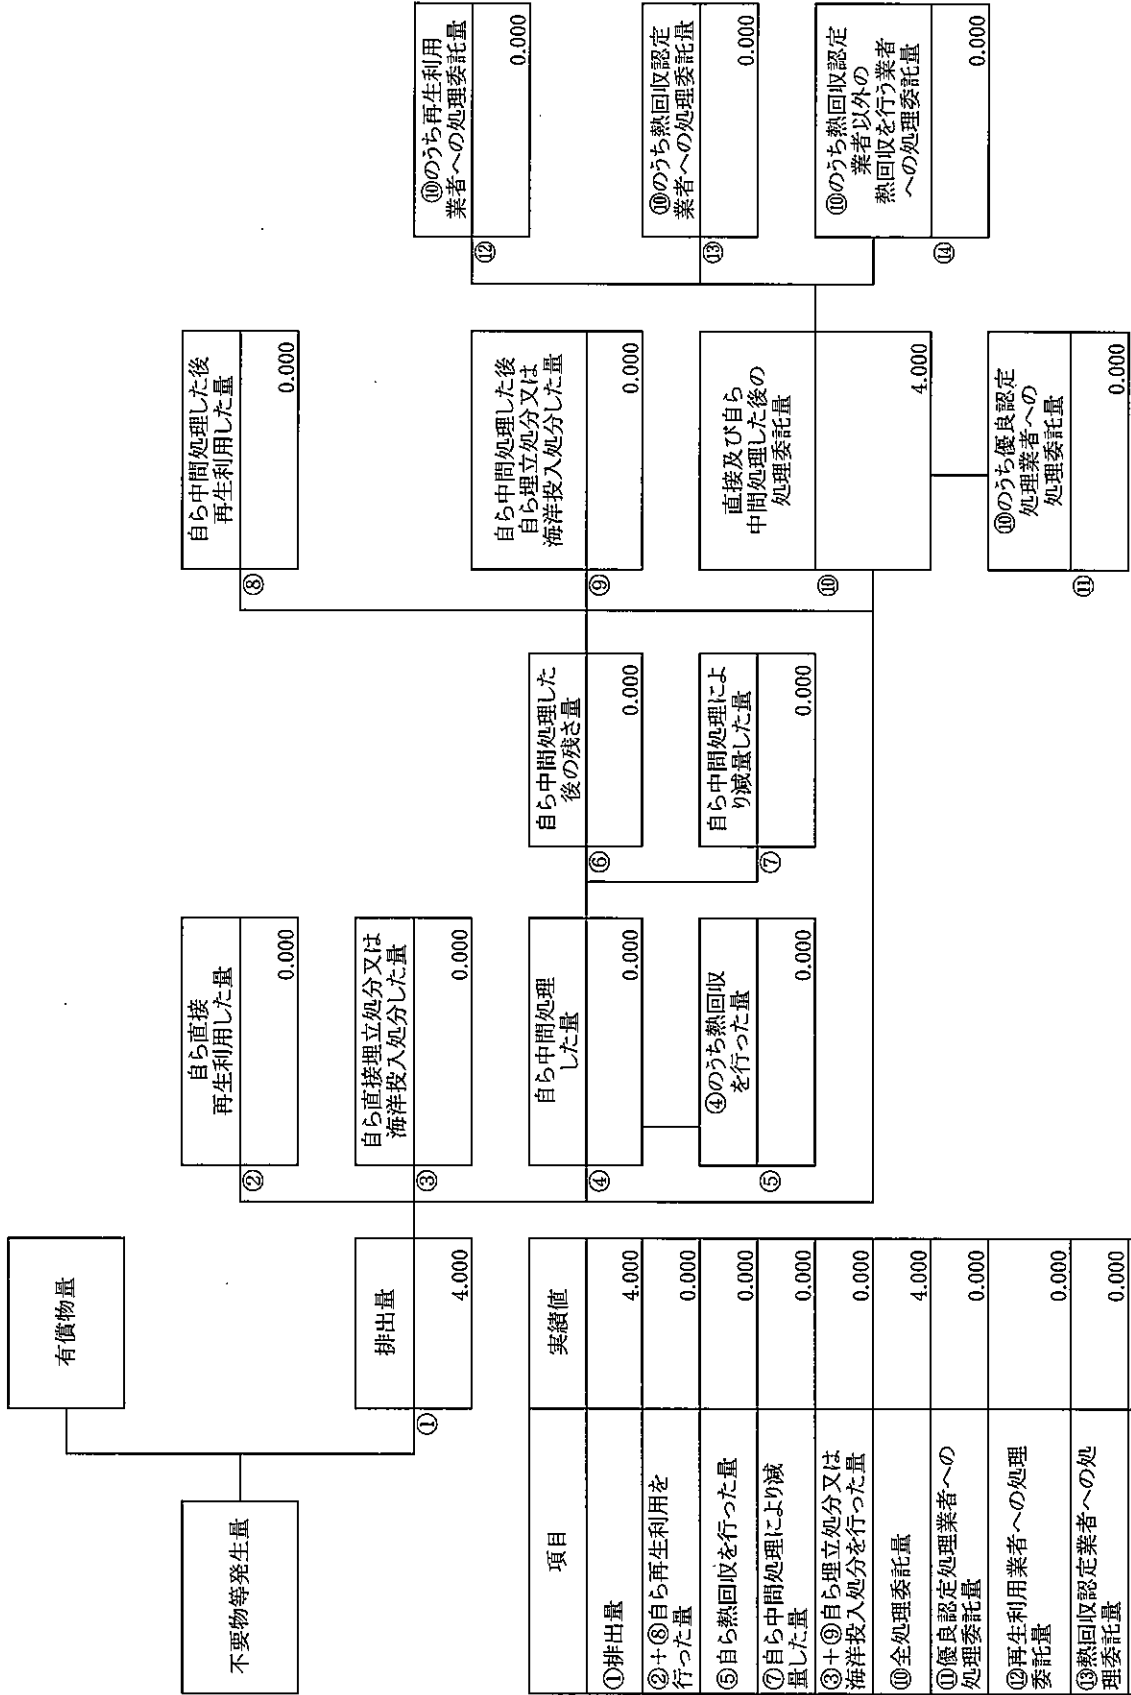 有償物量
不要物等発生量
排出量
①
4.000
自ら直接
再生利用した量
②
0.000
自ら直接埋立処分又は
海洋投入処分した量
③
0.000
自ら中間処理
した量
④
0.000
④のうち熱回収
を行った量
⑤
0.000
自ら中間処理した
後の残さ量
⑥
0.000
自ら中間処理によ
り減量した量
⑦
0.000
自ら中間処理した後
再生利用した量
⑧
0.000
自ら中間処理した後
自ら埋立処分又は
海洋投入処分した量
⑨
0.000
直接及び自ら
中間処理した後の
処理委託量
⑩
4.000
⑩のうち優良認定
処理業者への
処理委託量
⑪
0.000
⑩のうち再生利用
業者への処理委託量
⑫
0.000
⑩のうち熱回収認定
業者への処理委託量
⑬
0.000
⑩のうち熱回収認定
業者以外の
熱回収を行う業者
への処理委託量
⑭
0.000
項目 実績値
①排出量 4.000
②+⑧自ら再生利用を
行った量 0.000
⑤自ら熱回収を行った量 0.000
⑦自ら中間処理により減
量した量 0.000
③+⑨自ら埋立処分又は
海洋投入処分を行った量 0.000
⑩全処理委託量 4.000
⑪優良認定処理業者への
処理委託量 0.000
⑫再生利用業者への処理
委託量 0.000
⑬熱回収認定業者への処
理委託量 0.000